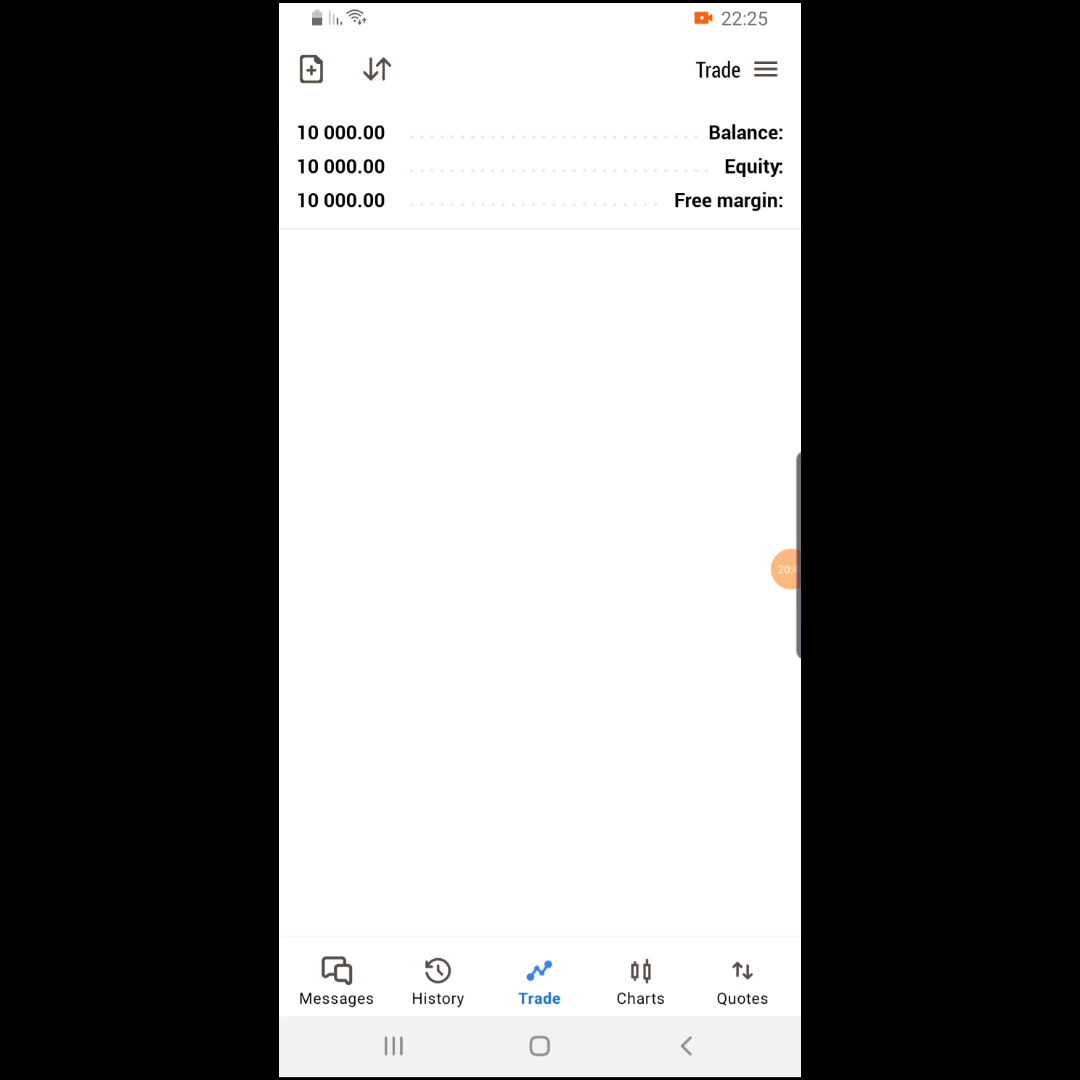 22:25
Trade
10 000.00 Balance:
10 000.00 Equity:
10 000.00 Free margin:
Messages History Trade Charts Quotes